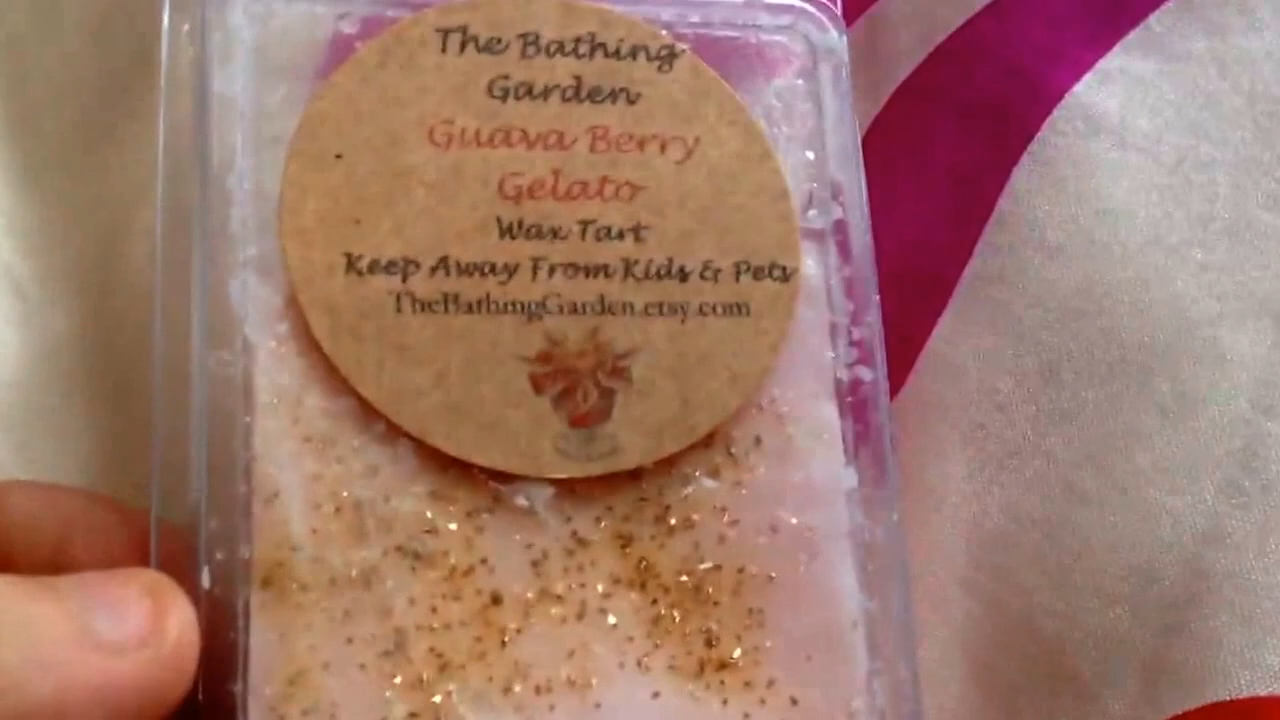 The Bathing
Garden
Guava Berry
Gelato
Wax Tart
Keep Away From Kids & Pets
TheBathingGarden.etsy.com